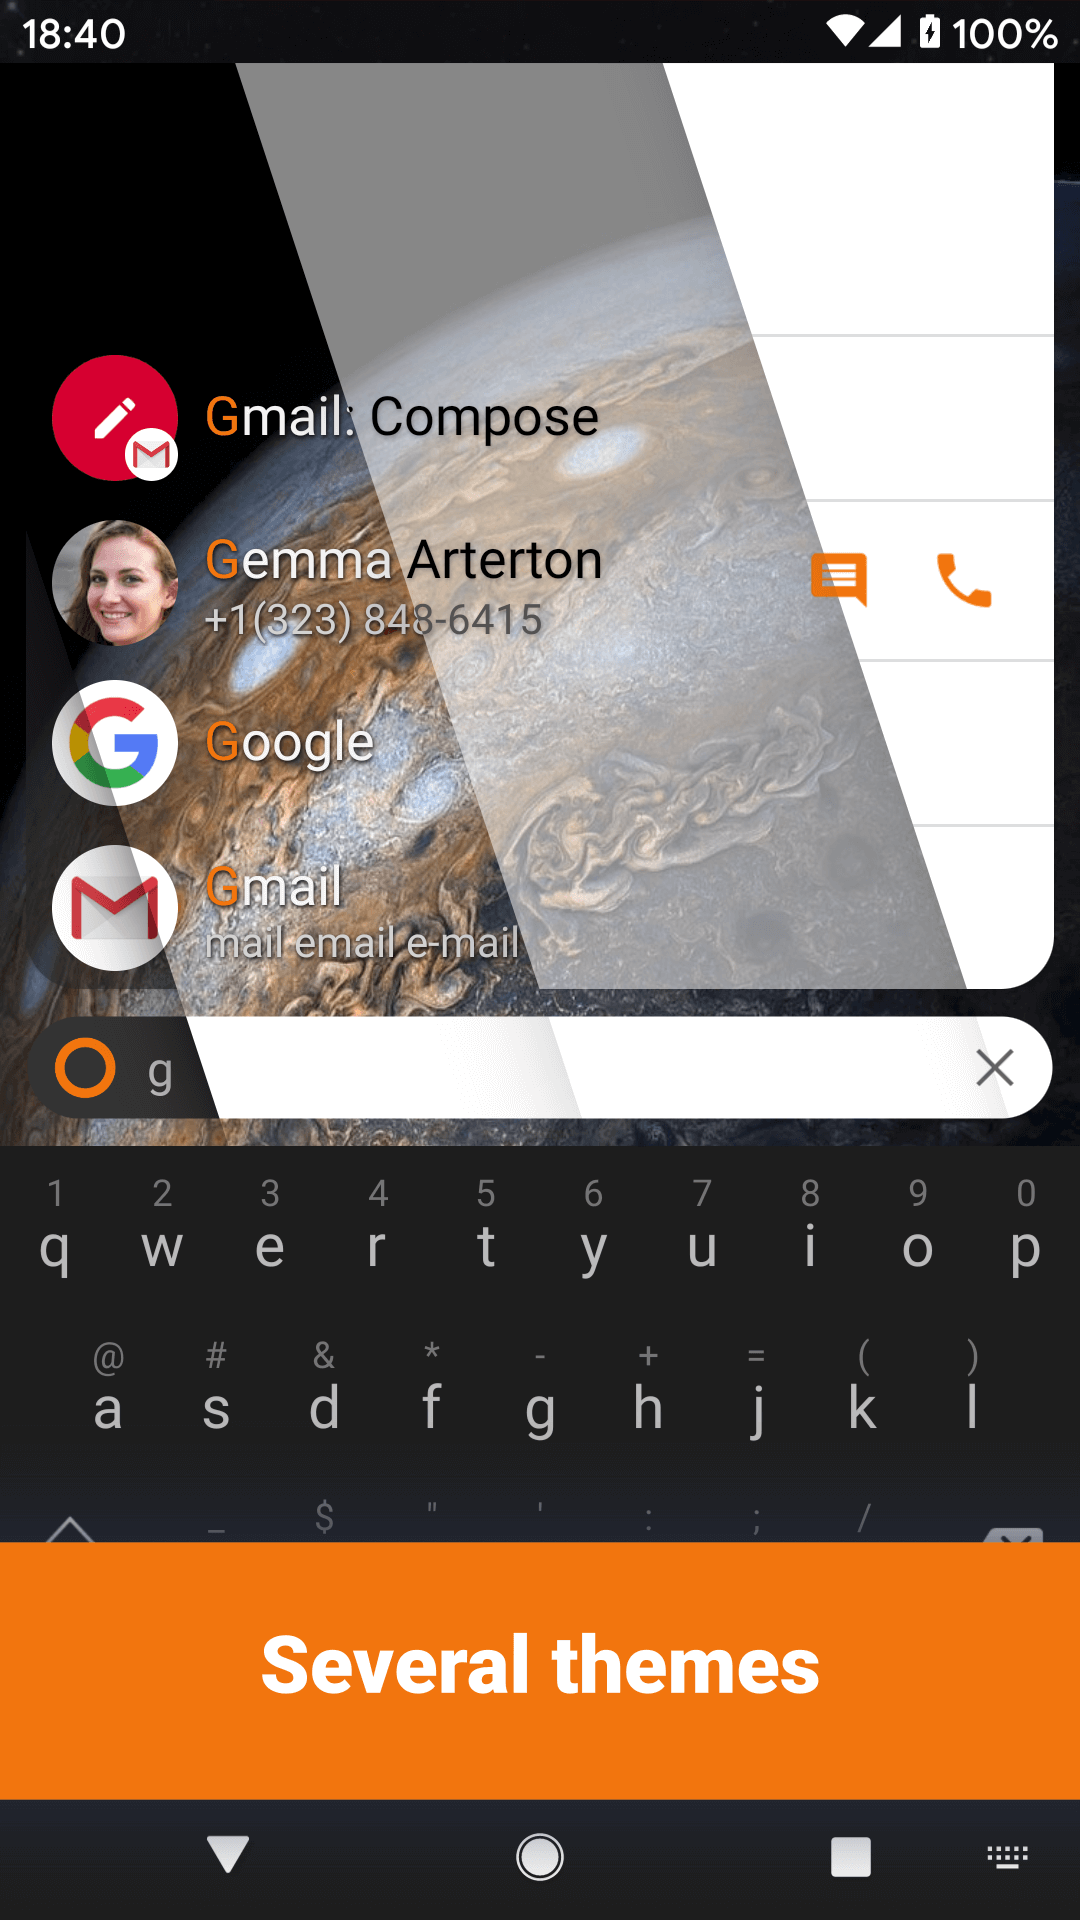 18:40 100%
Gmail: Compose
Gemma Arterton
+1(323) 848-6415
Google
Gmail
mail email e-mail
g
1 2 3 4 5 6 7 8 9 0
q w e r t y u i o p
@ # & * - + = ( )
a s d f g h j k l
_ $ " ' : ; /
Several themes